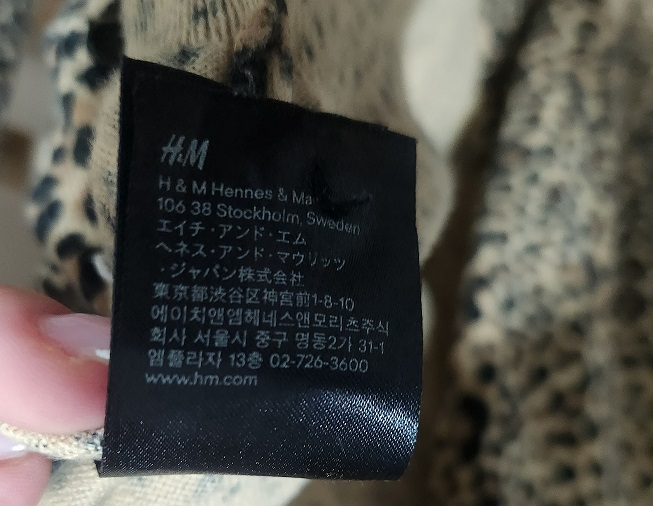 H&M
H & M Hennes & Ma
106 38 Stockholm, Sweden
エイチ・アンド・エム
ヘネス・アンド・マウリッツ
・ジャパン株式会社
東京都渋谷区神宮前1-8-10
에이치앤엠헤네스앤모리츠주식
회사 서울시 중구 명동2가 31-1
엠플라자 13층 02-726-3600
www.hm.com